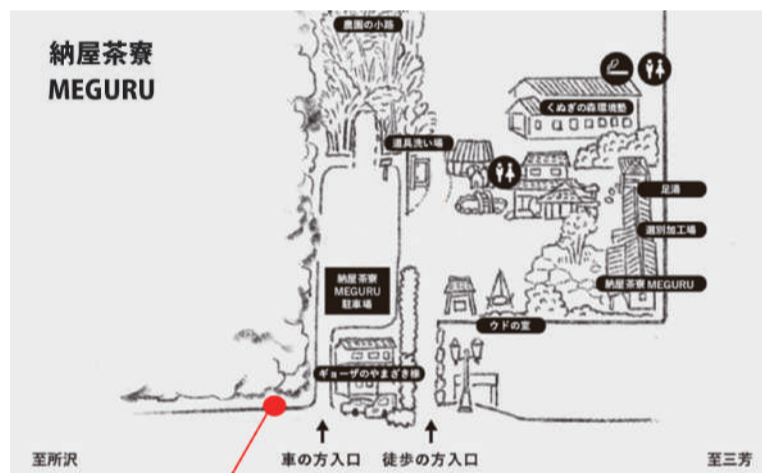 納屋茶寮
MEGURU
農園の小路
くぬぎの森環境塾
道具洗い場
足湯
選別加工場
納屋茶寮 MEGURU
納屋茶寮
MEGURU
駐車場
ウドの室
ギョーザのやまざき様
至所沢
車の方入口
徒歩の方入口
至三芳